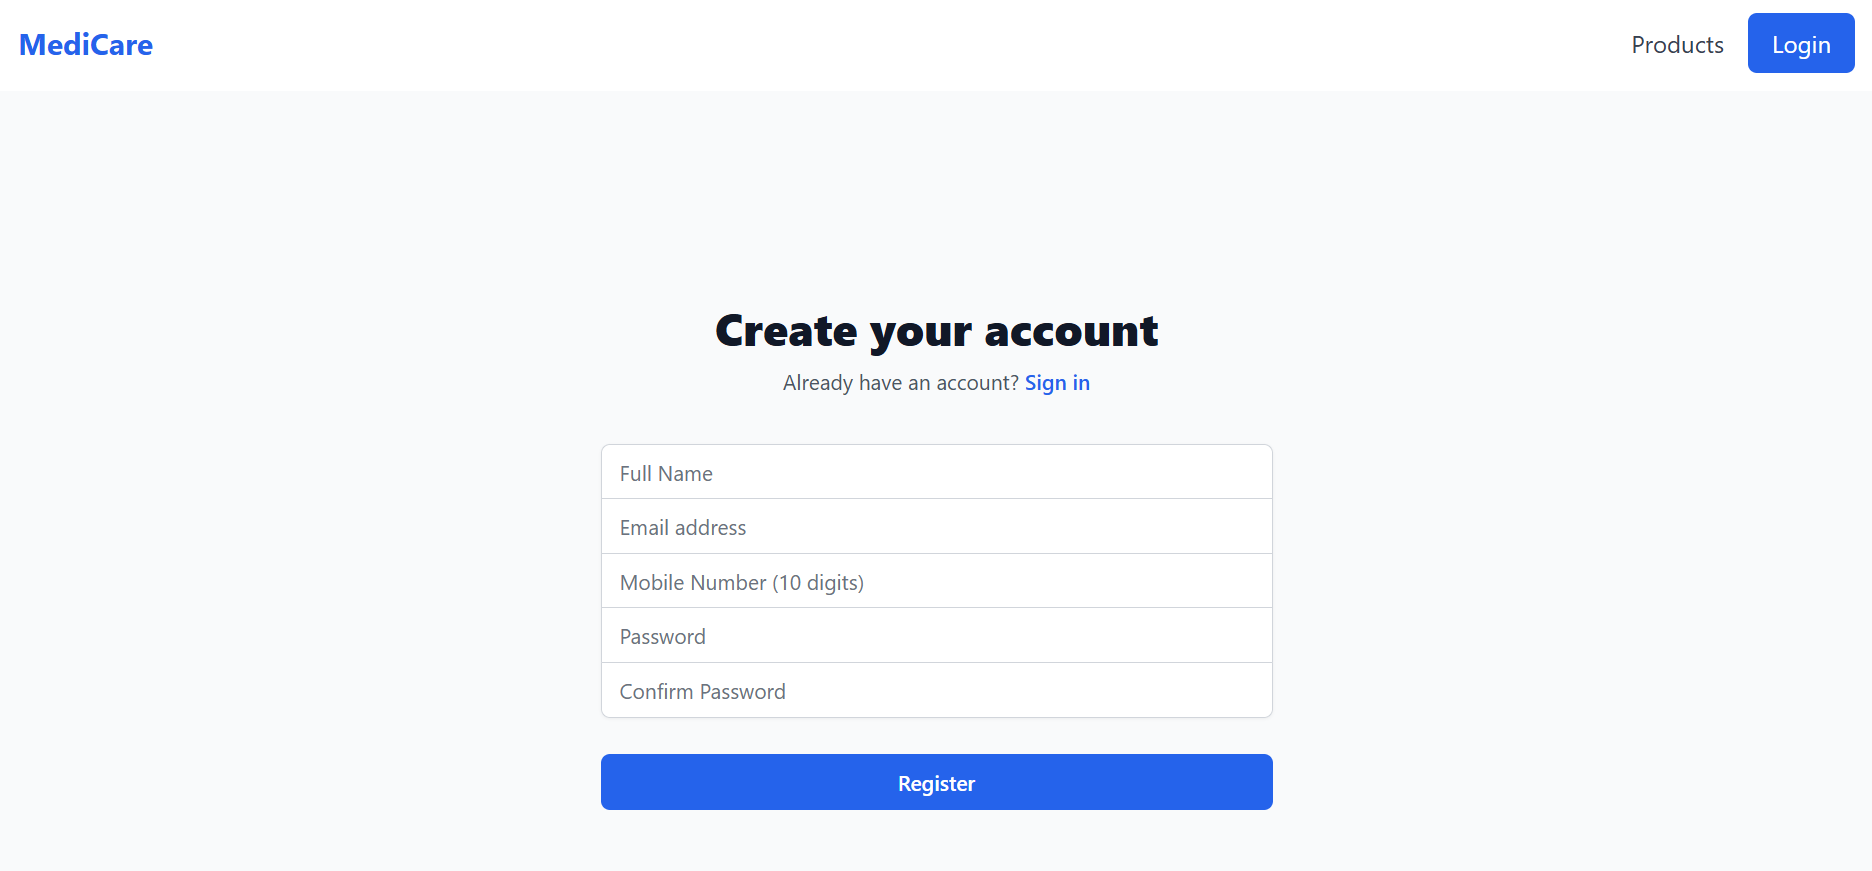 MediCare
Products
Login
Create your account
Already have an account? Sign in
Full Name
Email address
Mobile Number (10 digits)
Password
Confirm Password
Register